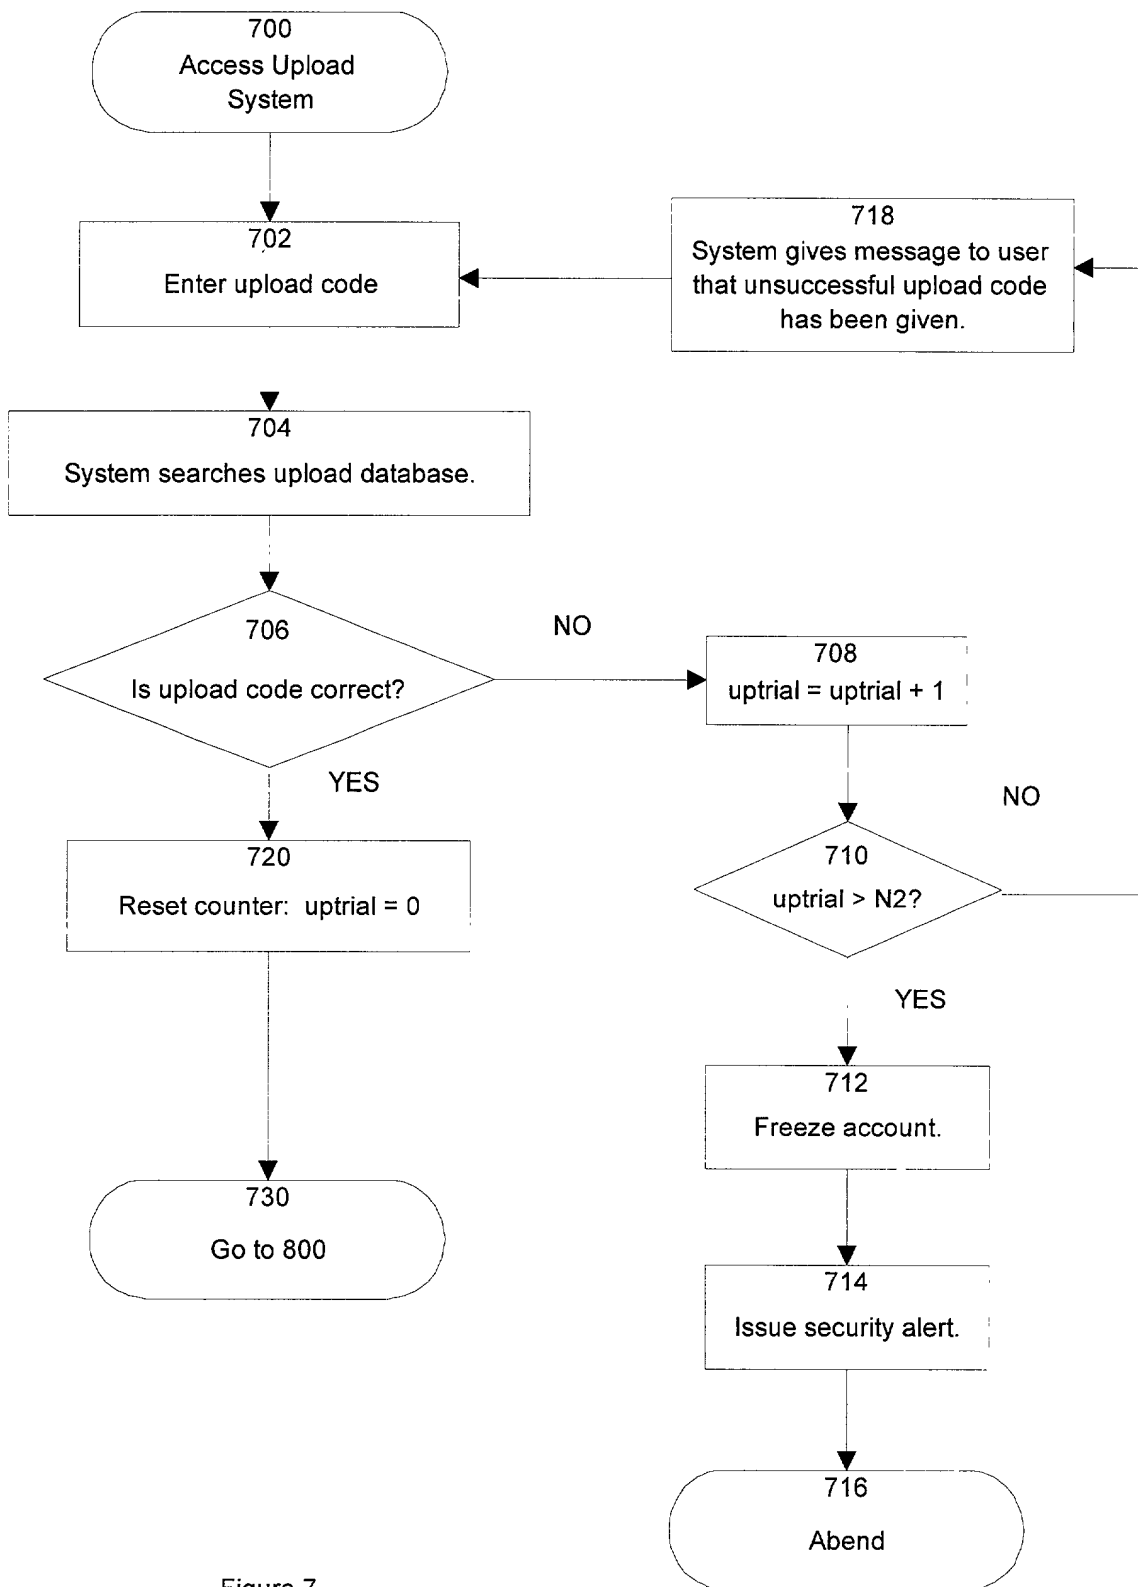 700
Access Upload
System
702
Enter upload code
718
System gives message to user
that unsuccessful upload code
has been given.
704
System searches upload database.
706
Is upload code correct?
NO
708
uptrial = uptrial + 1
YES
NO
720
Reset counter: uptrial = 0
710
uptrial > N2?
YES
712
Freeze account.
730
Go to 800
714
Issue security alert.
716
Abend
Figure 7